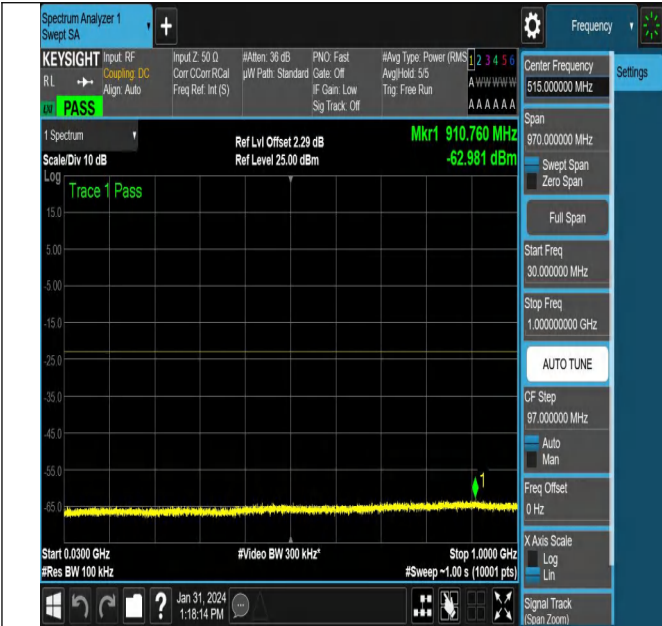 Spectrum Analyzer 1
Swept SA
+
Frequency
KEYSIGHT
RL
LXI
PASS
Input: RF
Coupling: DC
Align: Auto
Input Z: 50 Ω
Corr CCorr RCal
Freq Ref: Int (S)
#Atten: 36 dB
µW Path: Standard
PNO: Fast
Gate: Off
IF Gain: Low
Sig Track: Off
#Avg Type: Power (RMS
Avg|Hold: 5/5
Trig: Free Run
1 2 3 4 5 6
A W W W W W
A A A A A A
1 Spectrum
Scale/Div 10 dB
Log
Ref Lvl Offset 2.29 dB
Ref Level 25.00 dBm
Mkr1 910.760 MHz
-62.981 dBm
Trace 1 Pass
15.0
5.00
-5.00
-15.0
-25.0
-35.0
-45.0
-55.0
-65.0
1
Start 0.0300 GHz
#Res BW 100 kHz
#Video BW 300 kHz*
Stop 1.0000 GHz
#Sweep ~1.00 s (10001 pts)
Jan 31, 2024
1:18:14 PM
?
Center Frequency
515.000000 MHz
Settings
Span
970.000000 MHz
Swept Span
Zero Span
Full Span
Start Freq
30.000000 MHz
Stop Freq
1.000000000 GHz
AUTO TUNE
CF Step
97.000000 MHz
Auto
Man
Freq Offset
0 Hz
X Axis Scale
Log
Lin
Signal Track
(Span Zoom)